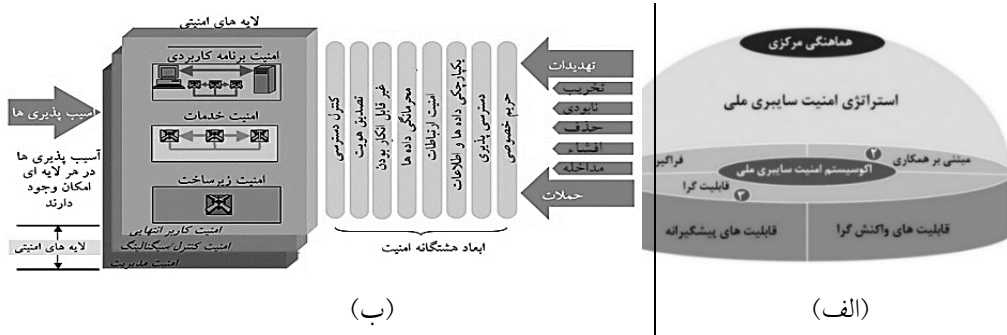 هماهنگی مرکزی
استراتژی امنیت سایبری ملی
مبتنی بر همکاری
۲
فراگیر
اکوسیستم امنیت سایبری ملی
۳
قابلیت گرا
قابلیت های واکنش گرا
قابلیت های پیشگیرانه
(الف)
تهدیدات
تخریب
نابودی
حذف
افشاء
مداخله
حملات
حریم خصوصی
دسترسی پذیری
یکپارچگی داده ها و اطلاعات
امنیت ارتباطات
محرمانگی داده ها
غیر قابل انکار بودن
تصدیق هویت
کنترل دسترسی
ابعاد هشتگانه امنیت
لایه های امنیتی
امنیت برنامه کاربردی
امنیت خدمات
امنیت زیرساخت
امنیت کاربر انتهایی
امنیت کنترل/سیگنالینگ
امنیت مدیریت
آسیب پذیری ها
آسیب پذیری ها
در هر لایه ای
امکان وجود
دارند
لایه های امنیتی
(ب)